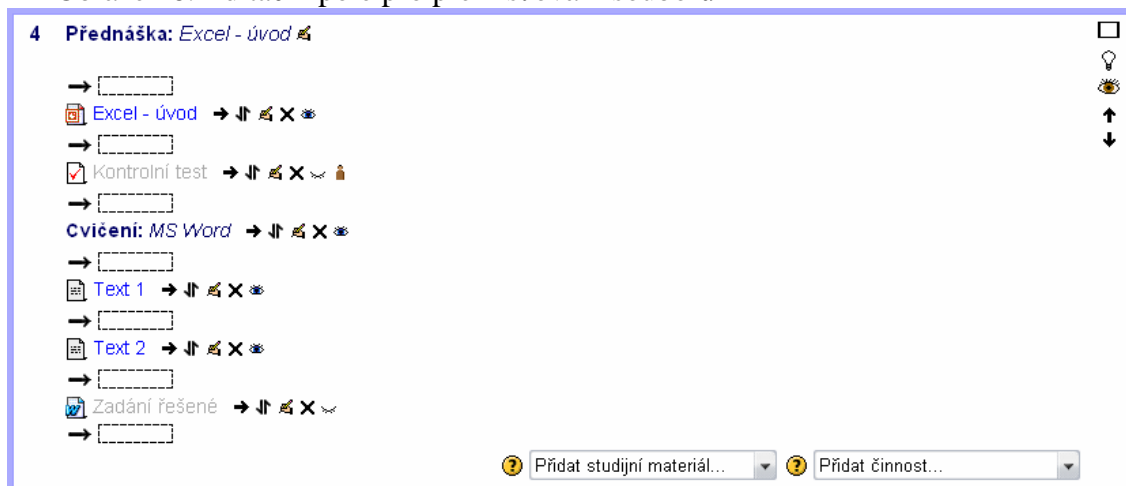 4 Přednáška: Excel - úvod
Excel - úvod
Kontrolní test
Cvičení: MS Word
Text 1
Text 2
Zadání řešené
Přidat studijní materiál... Přidat činnost...